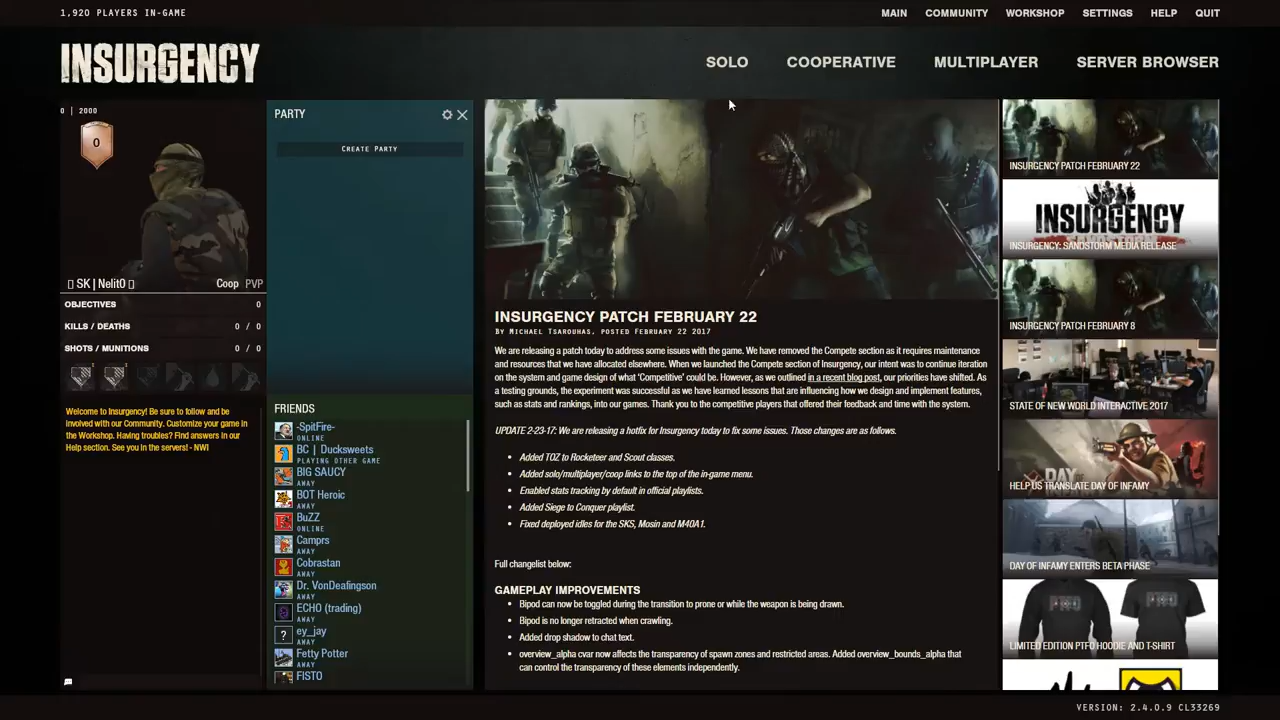 1,920 PLAYERS IN-GAME
MAIN COMMUNITY WORKSHOP SETTINGS HELP QUIT
INSURGENCY
SOLO COOPERATIVE MULTIPLAYER SERVER BROWSER
0 | 2000
0
SK | Nelit0
Coop PVP
OBJECTIVES 0
KILLS / DEATHS 0 / 0
SHOTS / MUNITIONS 0 / 0
Welcome to Insurgency! Be sure to follow and be
involved with our Community. Customize your game in
the Workshop. Having troubles? Find answers in our
Help section. See you in the servers! - NWI
PARTY
CREATE PARTY
FRIENDS
-SpitFire-
ONLINE
BC | Ducksweets
PLAYING OTHER GAME
BIG SAUCY
AWAY
BOT Heroic
AWAY
BuZZ
ONLINE
Camprs
AWAY
Cobrastan
AWAY
Dr. VonDeafingson
AWAY
ECHO (trading)
AWAY
ey_jay
AWAY
Fetty Potter
AWAY
FISTO
INSURGENCY PATCH FEBRUARY 22
BY MICHAEL TSAROUHAS, POSTED FEBRUARY 22 2017
We are releasing a patch today to address some issues with the game. We have removed the Compete section as it requires maintenance
and resources that we have allocated elsewhere. When we launched the Compete section of Insurgency, our intent was to continue iteration
on the system and game design of what 'Competitive' could be. However, as we outlined in a recent blog post, our priorities have shifted. As
a testing grounds, the experiment was successful as we have learned lessons that are influencing how we design and implement features,
such as stats and rankings, into our games. Thank you to the competitive players that offered their feedback and time with the system.
UPDATE 2-23-17: We are releasing a hotfix for Insurgency today to fix some issues. Those changes are as follows.
• Added TOZ to Rocketeer and Scout classes.
• Added solo/multiplayer/coop links to the top of the in-game menu.
• Enabled stats tracking by default in official playlists.
• Added Siege to Conquer playlist.
• Fixed deployed idles for the SKS, Mosin and M40A1.
Full changelist below:
GAMEPLAY IMPROVEMENTS
• Bipod can now be toggled during the transition to prone or while the weapon is being drawn.
• Bipod is no longer retracted when crawling.
• Added drop shadow to chat text.
• overview_alpha cvar now affects the transparency of spawn zones and restricted areas. Added overview_bounds_alpha that
can control the transparency of these elements independently.
INSURGENCY PATCH FEBRUARY 22
INSURGENCY
INSURGENCY: SANDSTORM MEDIA RELEASE
INSURGENCY PATCH FEBRUARY 8
STATE OF NEW WORLD INTERACTIVE 2017
DAY
HELP US TRANSLATE DAY OF INFAMY
DAY OF INFAMY ENTERS BETA PHASE
PTFO PTFO
LIMITED EDITION PTFO HOODIE AND T-SHIRT
VERSION: 2.4.0.9 CL33269